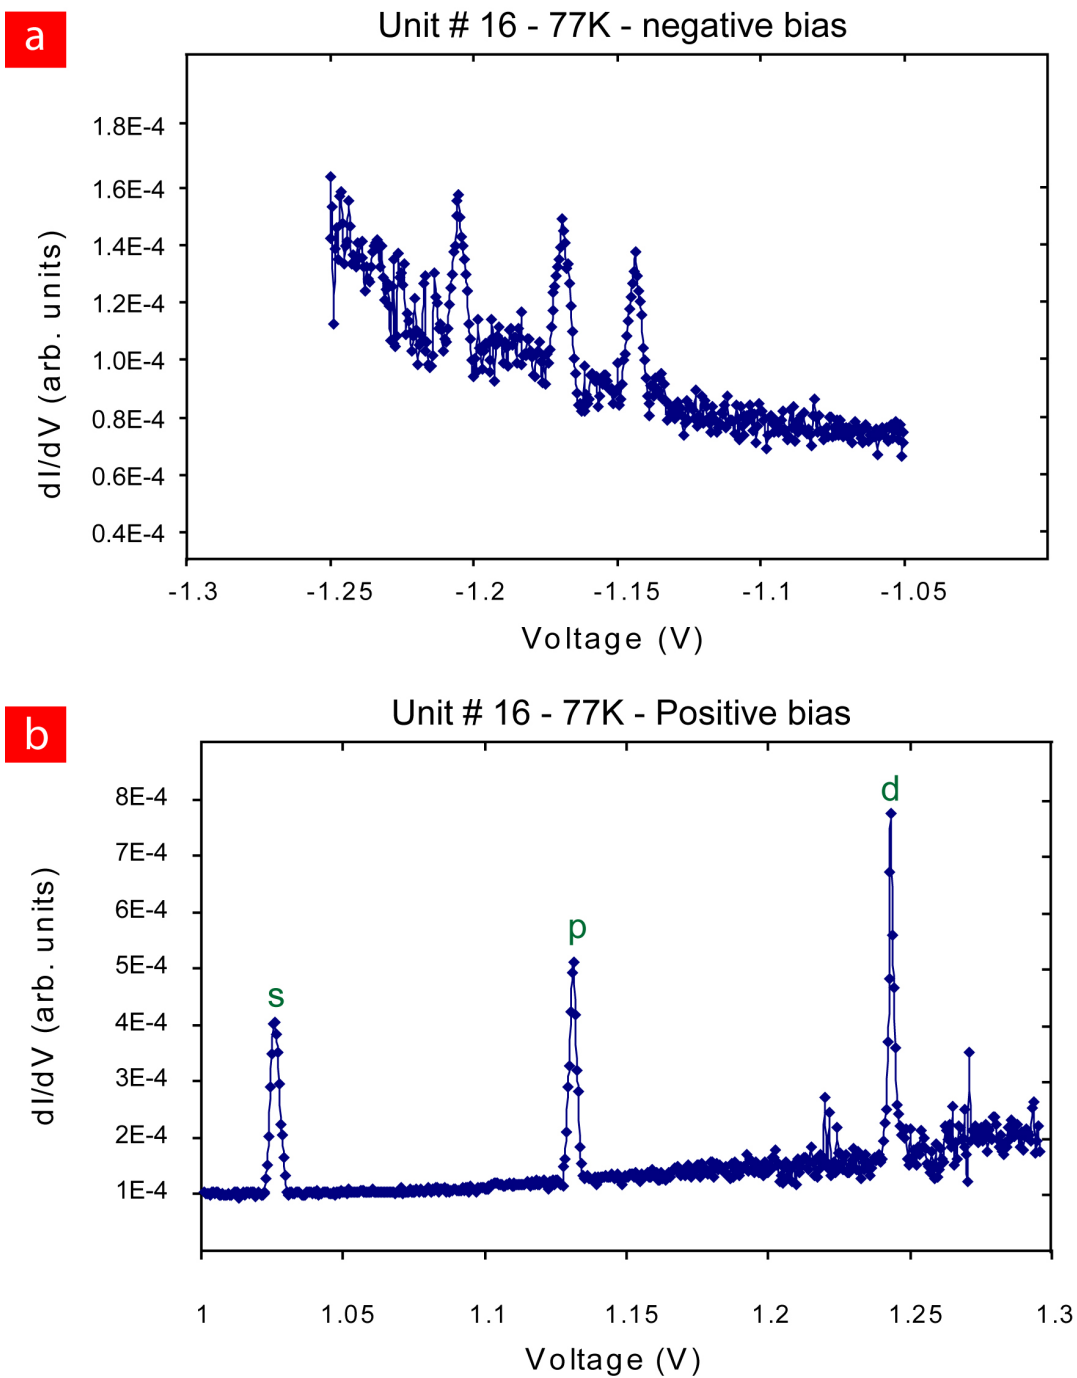 a
Unit # 16 - 77K - negative bias
1.8E-4
1.6E-4
1.4E-4
1.2E-4
1.0E-4
0.8E-4
0.6E-4
0.4E-4
dI/dV (arb. units)
-1.3 -1.25 -1.2 -1.15 -1.1 -1.05
Voltage (V)
b
Unit # 16 - 77K - Positive bias
8E-4
7E-4
6E-4
5E-4
4E-4
3E-4
2E-4
1E-4
dI/dV (arb. units)
s
p
d
1 1.05 1.1 1.15 1.2 1.25 1.3
Voltage (V)